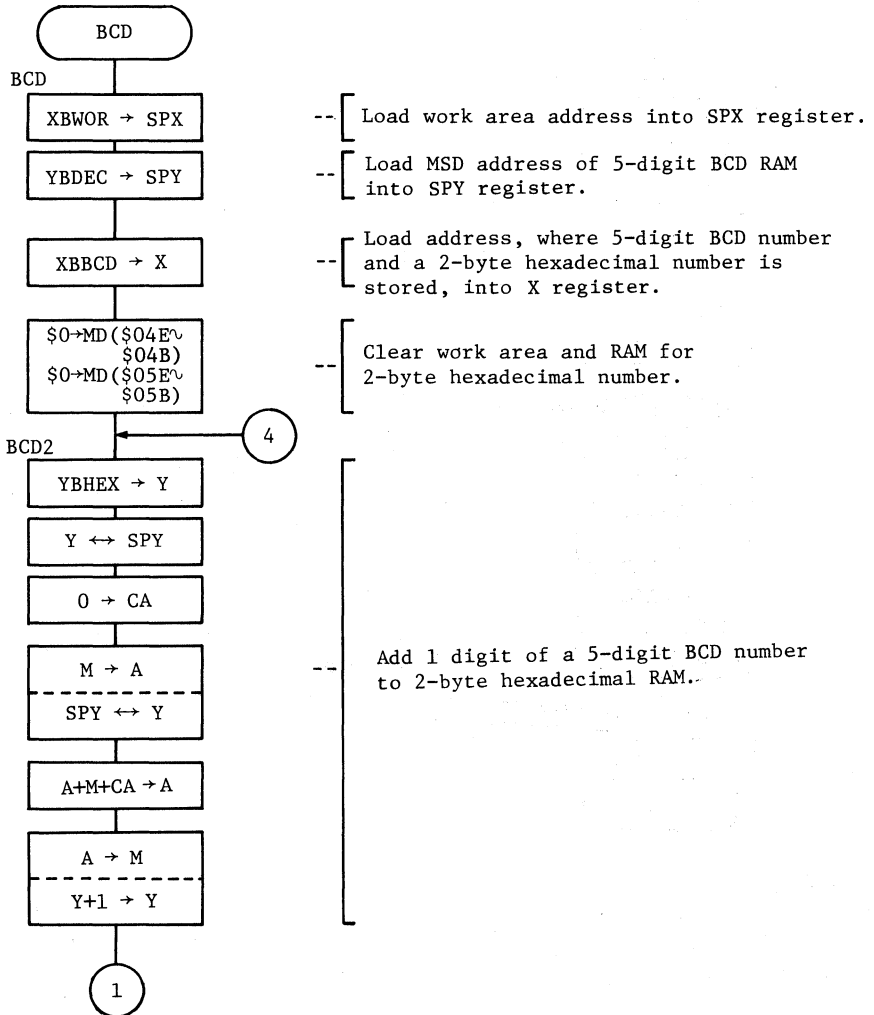 BCD
BCD
XBWOR → SPX
-- Load work area address into SPX register.
YBDEC → SPY
-- Load MSD address of 5-digit BCD RAM
into SPY register.
XBBCD → X
-- Load address, where 5-digit BCD number
and a 2-byte hexadecimal number is
stored, into X register.
$0→MD($04E∿
$04B)
$0→MD($05E∿
$05B)
-- Clear work area and RAM for
2-byte hexadecimal number.
4
BCD2
YBHEX → Y
Y ↔ SPY
0 → CA
M → A
SPY ↔ Y
-- Add 1 digit of a 5-digit BCD number
to 2-byte hexadecimal RAM.
A+M+CA → A
A → M
Y+1 → Y
1